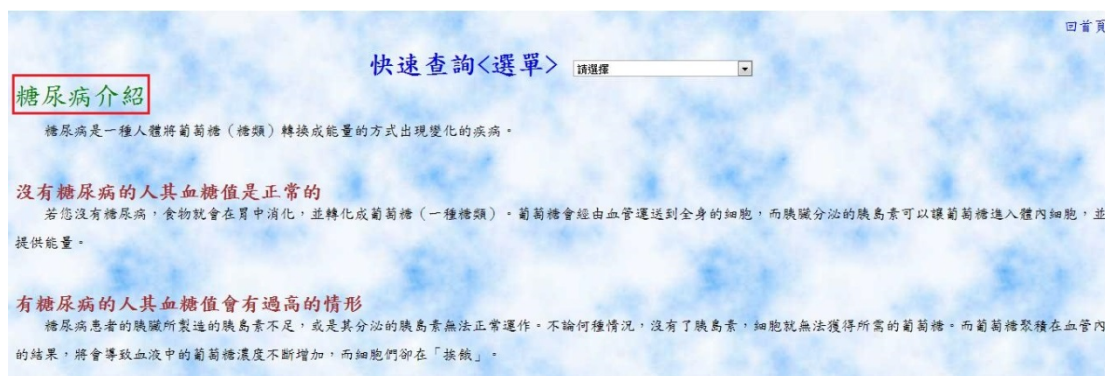 回首頁
快速查詢<選單> 請選擇
糖尿病介紹
糖尿病是一種人體將葡萄糖（糖類）轉換成能量的方式出現變化的疾病。
沒有糖尿病的人其血糖值是正常的
若您沒有糖尿病，食物就會在胃中消化，並轉化成葡萄糖（一種糖類）。葡萄糖會經由血管運送到全身的細胞，而胰臟分泌的胰島素可以讓葡萄糖進入體內細胞，並
提供能量。
有糖尿病的人其血糖值會有過高的情形
糖尿病患者的胰臟所製造的胰島素不足，或是其分泌的胰島素無法正常運作。不論何種情況，沒有了胰島素，細胞就無法獲得所需的葡萄糖。而葡萄糖聚積在血管內
的結果，將會導致血液中的葡萄糖濃度不斷增加，而細胞們卻在「挨餓」。